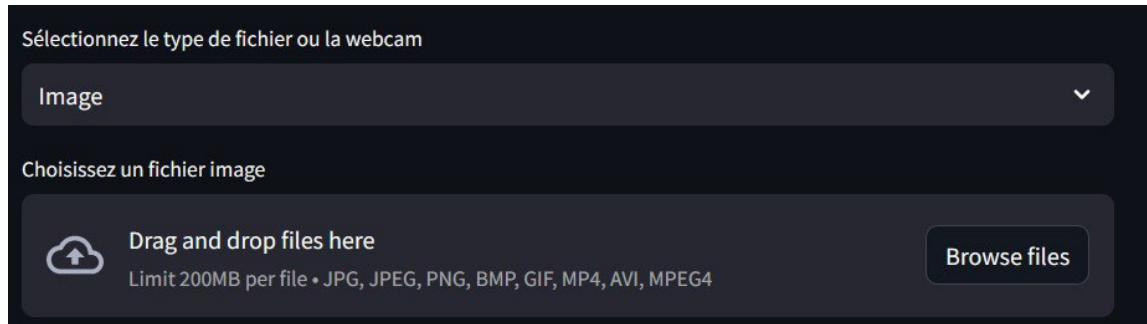 Sélectionnez le type de fichier ou la webcam
Image
Choisissez un fichier image
Drag and drop files here
Limit 200MB per file • JPG, JPEG, PNG, BMP, GIF, MP4, AVI, MPEG4
Browse files